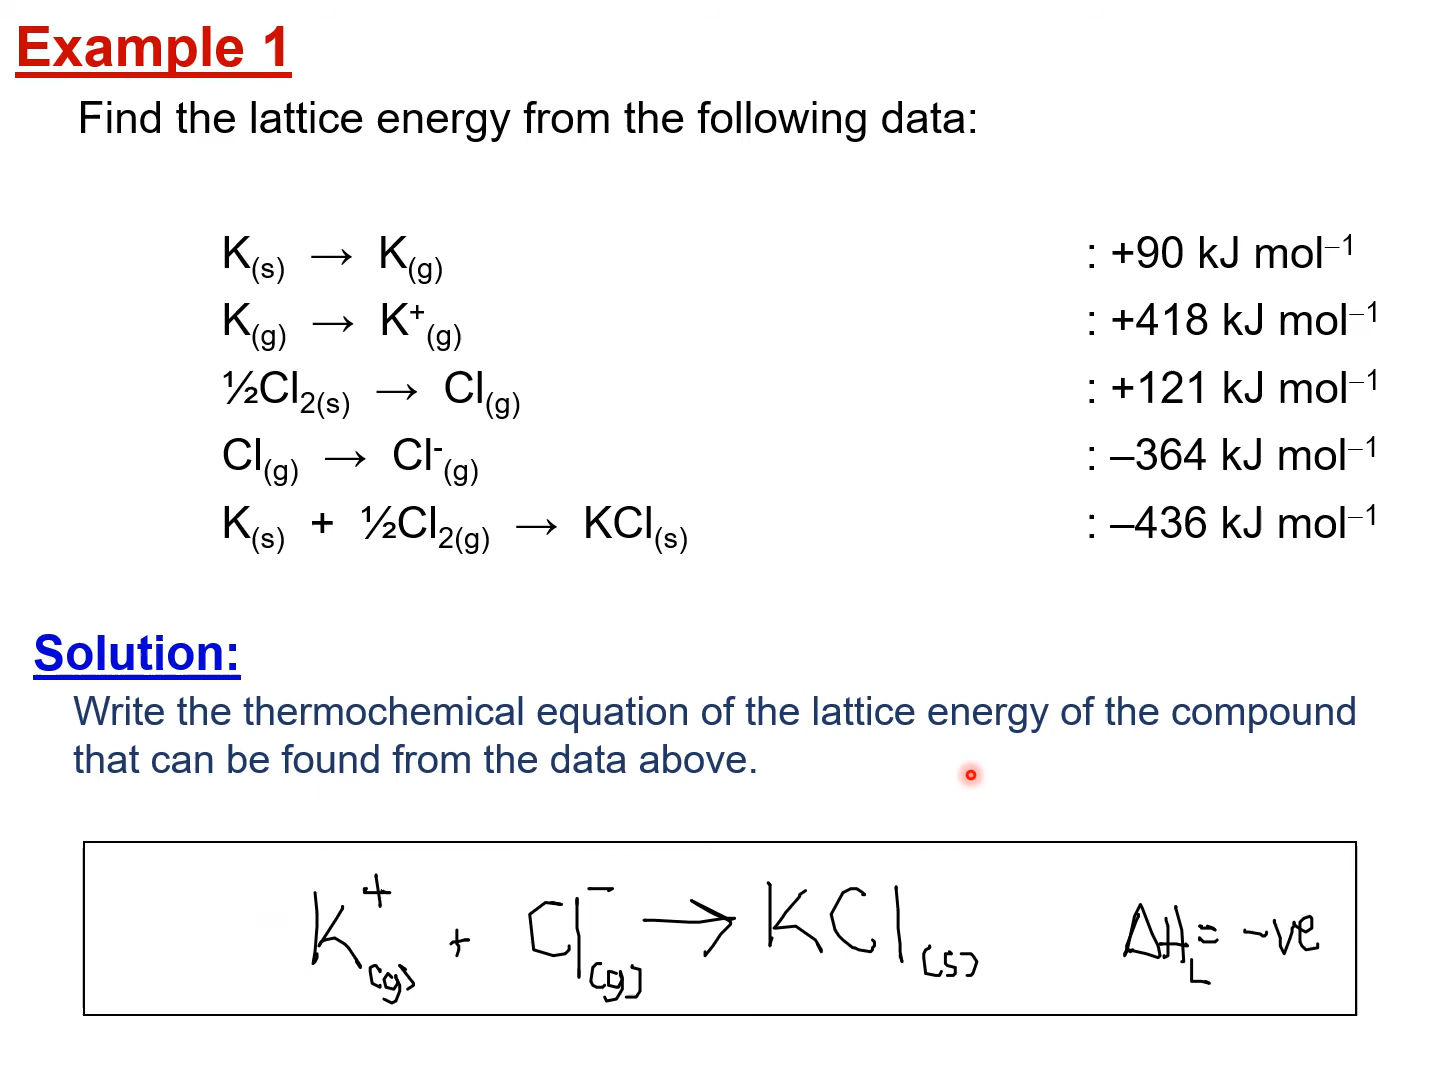 Example 1
Find the lattice energy from the following data:
K(s) → K(g) : +90 kJ mol⁻¹
K(g) → K⁺(g) : +418 kJ mol⁻¹
½Cl₂(s) → Cl(g) : +121 kJ mol⁻¹
Cl(g) → Cl⁻(g) : –364 kJ mol⁻¹
K(s) + ½Cl₂(g) → KCl(s) : –436 kJ mol⁻¹
Solution:
Write the thermochemical equation of the lattice energy of the compound
that can be found from the data above.
K⁺(g) + Cl⁻(g) → KCl(s) ΔH_L = -ve